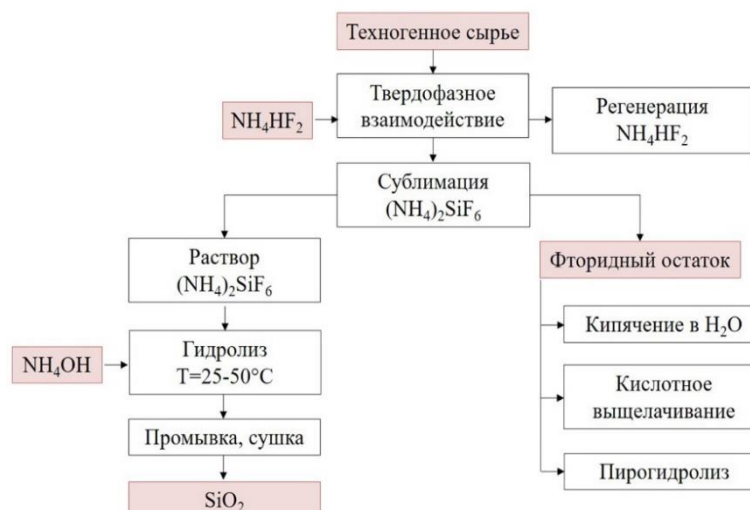 Техногенное сырье
NH₄HF₂
Твердофазное
взаимодействие
Регенерация
NH₄HF₂
Сублимация
(NH₄)₂SiF₆
Раствор
(NH₄)₂SiF₆
Фторидный остаток
NH₄OH
Гидролиз
T=25-50°C
Кипячение в H₂O
Кислотное
выщелачивание
Промывка, сушка
Пирогидролиз
SiO₂